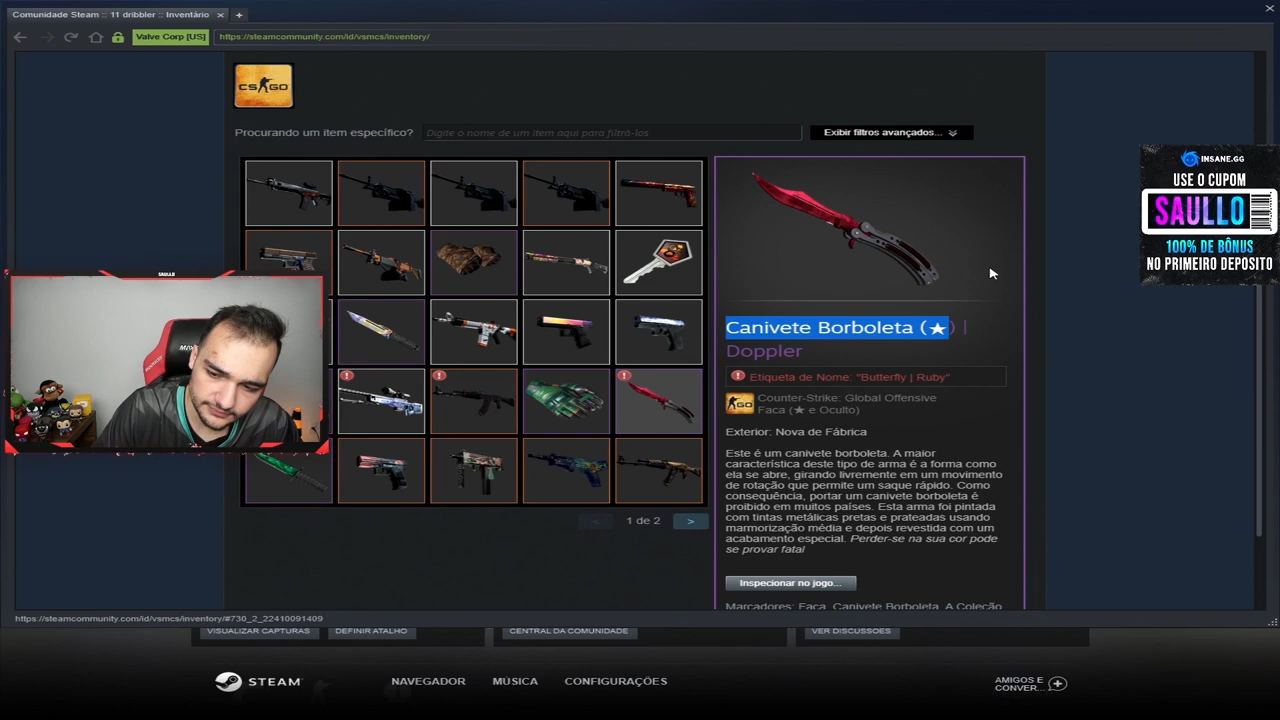 Comunidade Steam :: 11 dribbler :: Inventário × +
Valve Corp [US] https://steamcommunity.com/id/vsmcs/inventory/
CS GO
Procurando um item específico? Digite o nome de um item aqui para filtrá-los Exibir filtros avançados...
INSANE.GG
USE O CUPOM
SAULLO
100% DE BÔNUS
NO PRIMEIRO DEPOSITO
SAULLO
Canivete Borboleta (★) |
Doppler
Etiqueta de Nome: "Butterfly | Ruby"
GO
Counter-Strike: Global Offensive
Faca (★ e Oculto)
Exterior: Nova de Fábrica
Este é um canivete borboleta. A maior
característica deste tipo de arma é a forma como
ela se abre, girando livremente em um movimento
de rotação que permite um saque rápido. Como
consequência, portar um canivete borboleta é
proibido em muitos países. Esta arma foi pintada
com tintas metálicas pretas e prateadas usando
marmorização média e depois revestida com um
acabamento especial. Perder-se na sua cor pode
se provar fatal
< 1 de 2 >
Inspecionar no jogo...
Marcadores: Faca, Canivete Borboleta, A Coleção
https://steamcommunity.com/id/vsmcs/inventory/#730_2_22410091409
VISUALIZAR CAPTURAS DEFINIR ATALHO CENTRAL DA COMUNIDADE VER DISCUSSÕES
STEAM NAVEGADOR MÚSICA CONFIGURAÇÕES
AMIGOS E
CONVER...